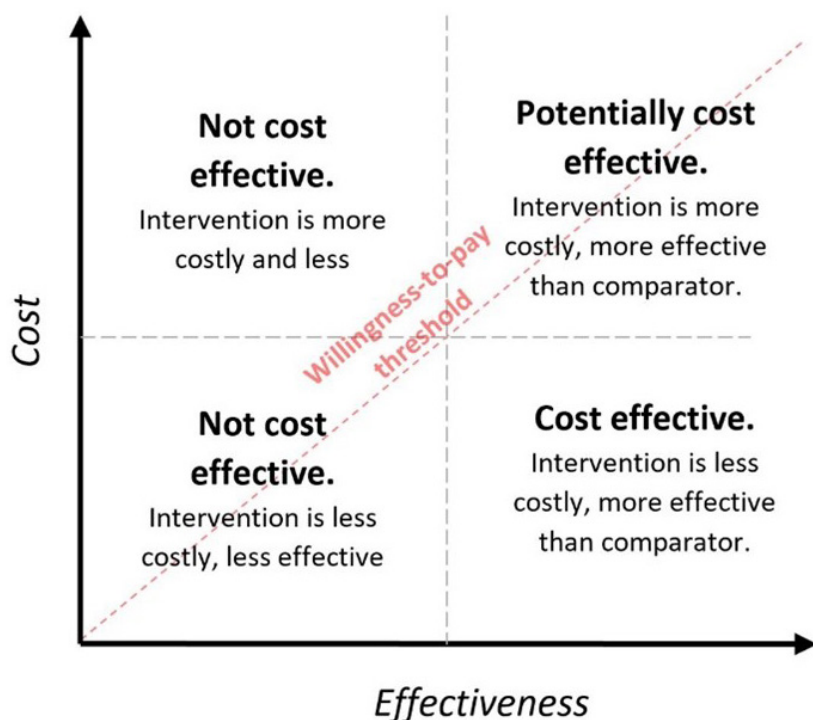 Not cost
effective.
Intervention is more
costly and less
Potentially cost
effective.
Intervention is more
costly, more effective
than comparator.
Willingness-to-pay
threshold
Cost
Not cost
effective.
Intervention is less
costly, less effective
Cost effective.
Intervention is less
costly, more effective
than comparator.
Effectiveness